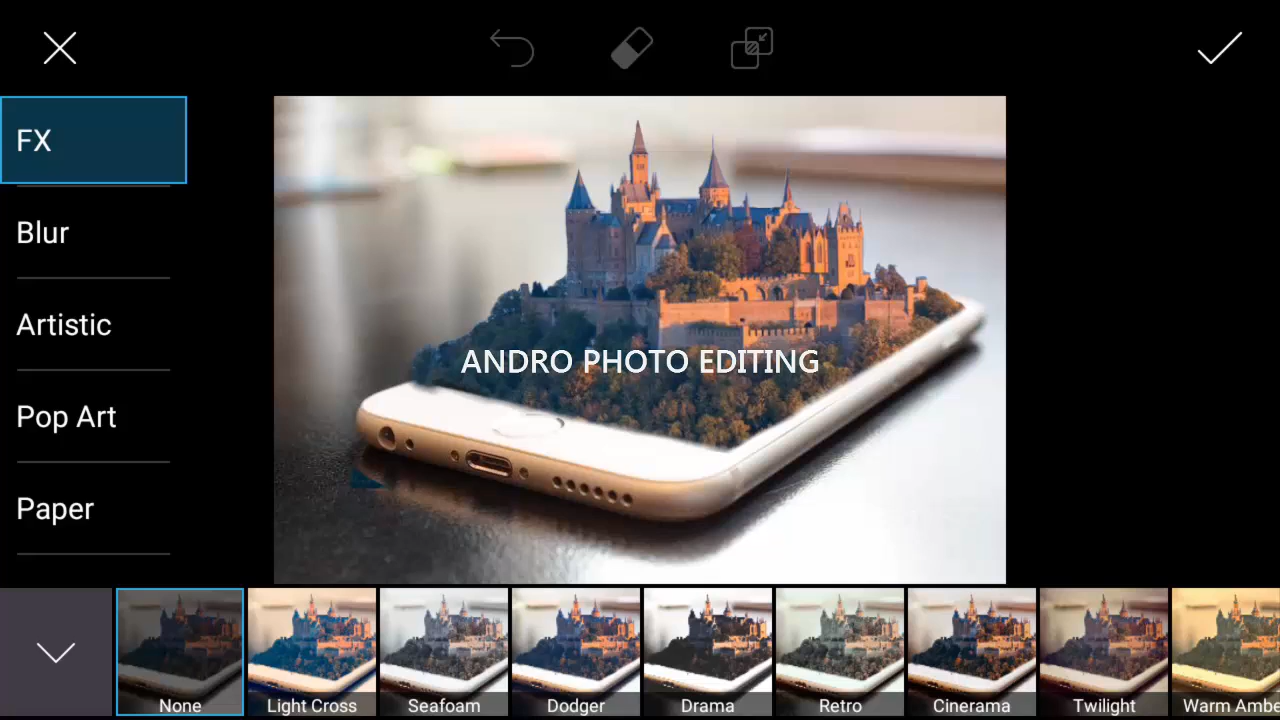 FX
Blur
Artistic
Pop Art
Paper
ANDRO PHOTO EDITING
None
Light Cross
Seafoam
Dodger
Drama
Retro
Cinerama
Twilight
Warm Ambe